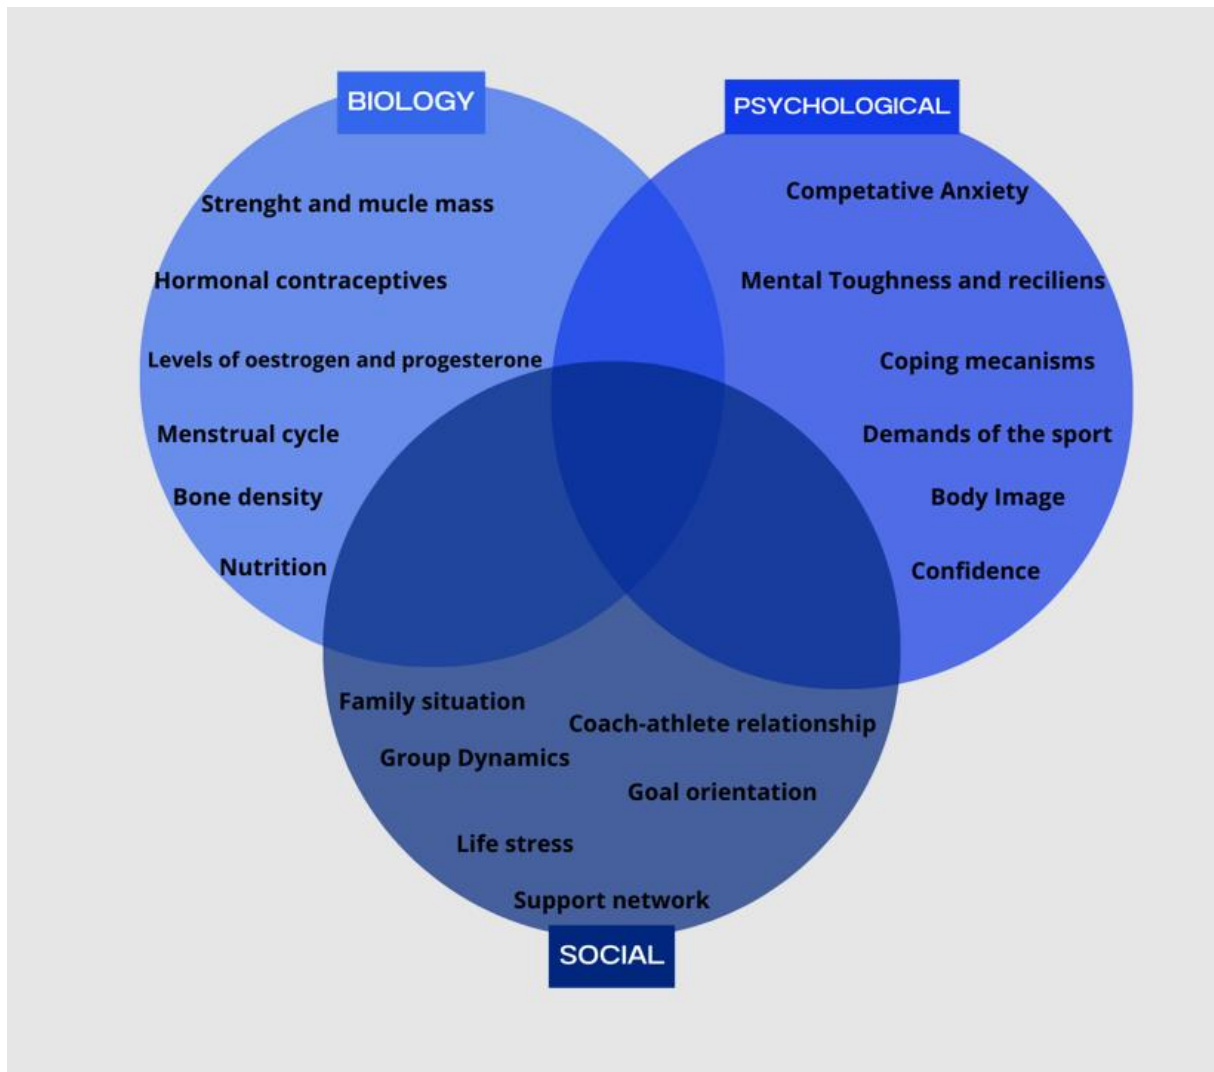 BIOLOGY
Strenght and mucle mass
Hormonal contraceptives
Levels of oestrogen and progesterone
Menstrual cycle
Bone density
Nutrition
PSYCHOLOGICAL
Competative Anxiety
Mental Toughness and reciliens
Coping mecanisms
Demands of the sport
Body Image
Confidence
Family situation
Coach-athlete relationship
Group Dynamics
Goal orientation
Life stress
Support network
SOCIAL